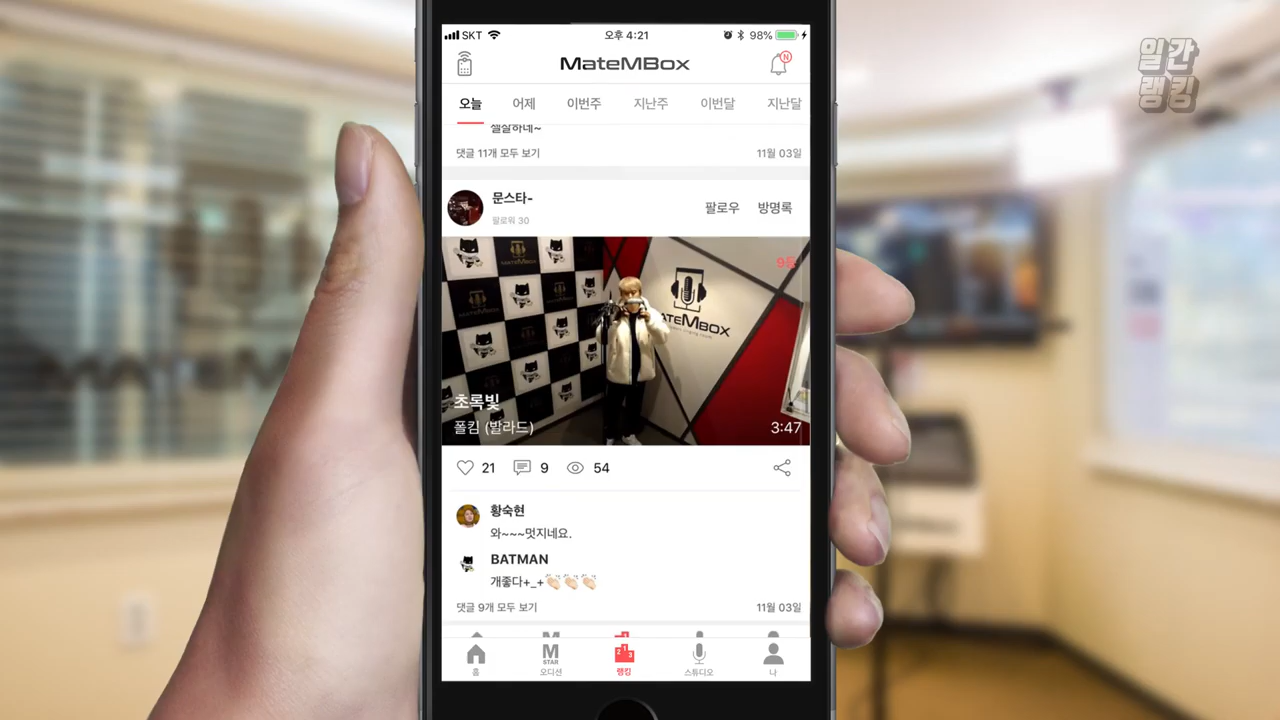 SKT
오후 4:21
98%
MateMBox
N
일간
랭킹
오늘 어제 이번주 지난주 이번달 지난달
댓글 11개 모두 보기
11월 03일
문스타-
팔로워 30
팔로우 방명록
MATEMBOX
초록빛
폴킴 (발라드)
3:47
21 9 54
황숙현
와~~~멋지네요.
BATMAN
개좋다+_+👏🏻👏🏻👏🏻
댓글 9개 모두 보기
11월 03일
M
STAR
2 1 3
홈 오디션 랭킹 스튜디오 나